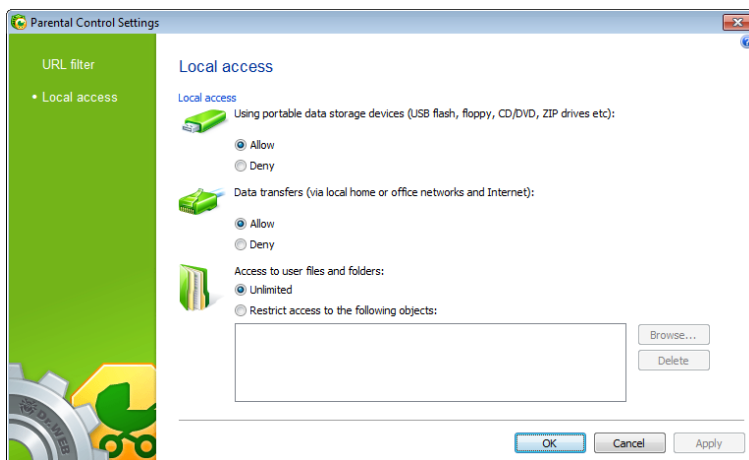 Parental Control Settings
URL filter
• Local access
Local access
Local access
Using portable data storage devices (USB flash, floppy, CD/DVD, ZIP drives etc):
Allow
Deny
Data transfers (via local home or office networks and Internet):
Allow
Deny
Access to user files and folders:
Unlimited
Restrict access to the following objects:
Browse...
Delete
Dr.WEB
OK
Cancel
Apply